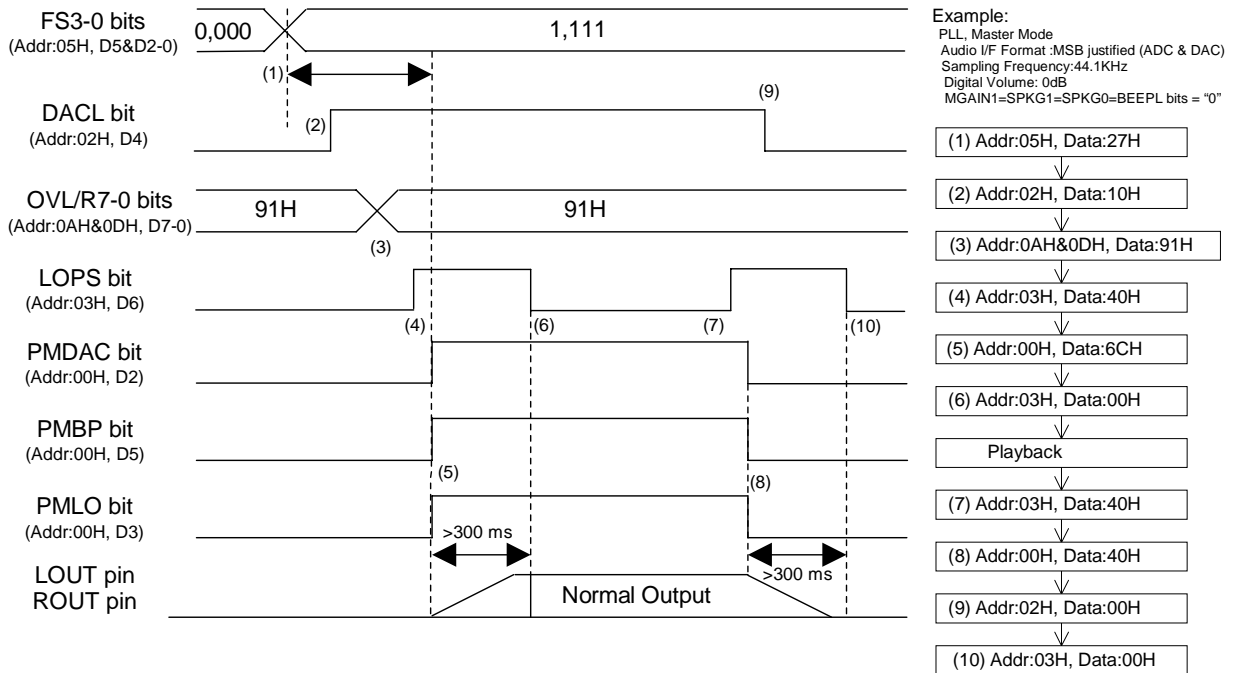 FS3-0 bits
(Addr:05H, D5&D2-0)
0,000
1,111
(1)
DACL bit
(Addr:02H, D4)
(2)
(9)
OVL/R7-0 bits
(Addr:0AH&0DH, D7-0)
91H
91H
(3)
LOPS bit
(Addr:03H, D6)
(4)
(6)
(7)
(10)
PMDAC bit
(Addr:00H, D2)
PMBP bit
(Addr:00H, D5)
(5)
(8)
PMLO bit
(Addr:00H, D3)
>300 ms
>300 ms
LOUT pin
ROUT pin
Normal Output
Example:
PLL, Master Mode
Audio I/F Format :MSB justified (ADC & DAC)
Sampling Frequency:44.1KHz
Digital Volume: 0dB
MGAIN1=SPKG1=SPKG0=BEEPL bits = “0”
(1) Addr:05H, Data:27H
(2) Addr:02H, Data:10H
(3) Addr:0AH&0DH, Data:91H
(4) Addr:03H, Data:40H
(5) Addr:00H, Data:6CH
(6) Addr:03H, Data:00H
Playback
(7) Addr:03H, Data:40H
(8) Addr:00H, Data:40H
(9) Addr:02H, Data:00H
(10) Addr:03H, Data:00H